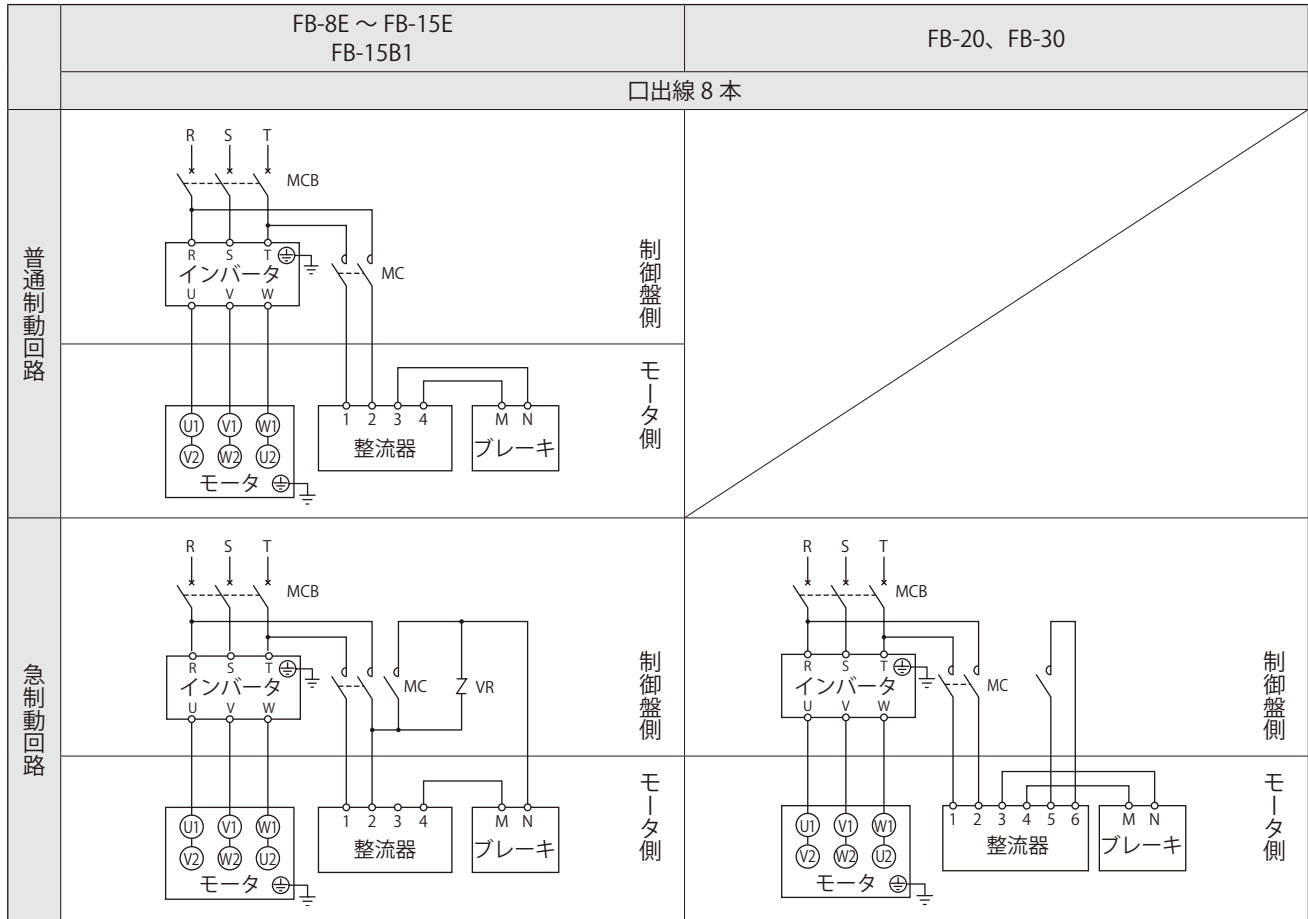 FB-8E ～ FB-15E
FB-15B1
FB-20、FB-30
口出線 8 本
普通制動回路
R S T
MCB
R S T
インバータ
U V W
MC
制御盤側
モータ側
U1 V1 W1
V2 W2 U2
モータ
1 2 3 4
整流器
M N
ブレーキ
急制動回路
R S T
MCB
R S T
インバータ
U V W
MC
VR
制御盤側
モータ側
U1 V1 W1
V2 W2 U2
モータ
1 2 3 4
整流器
M N
ブレーキ
R S T
MCB
R S T
インバータ
U V W
MC
制御盤側
モータ側
U1 V1 W1
V2 W2 U2
モータ
1 2 3 4 5 6
整流器
M N
ブレーキ